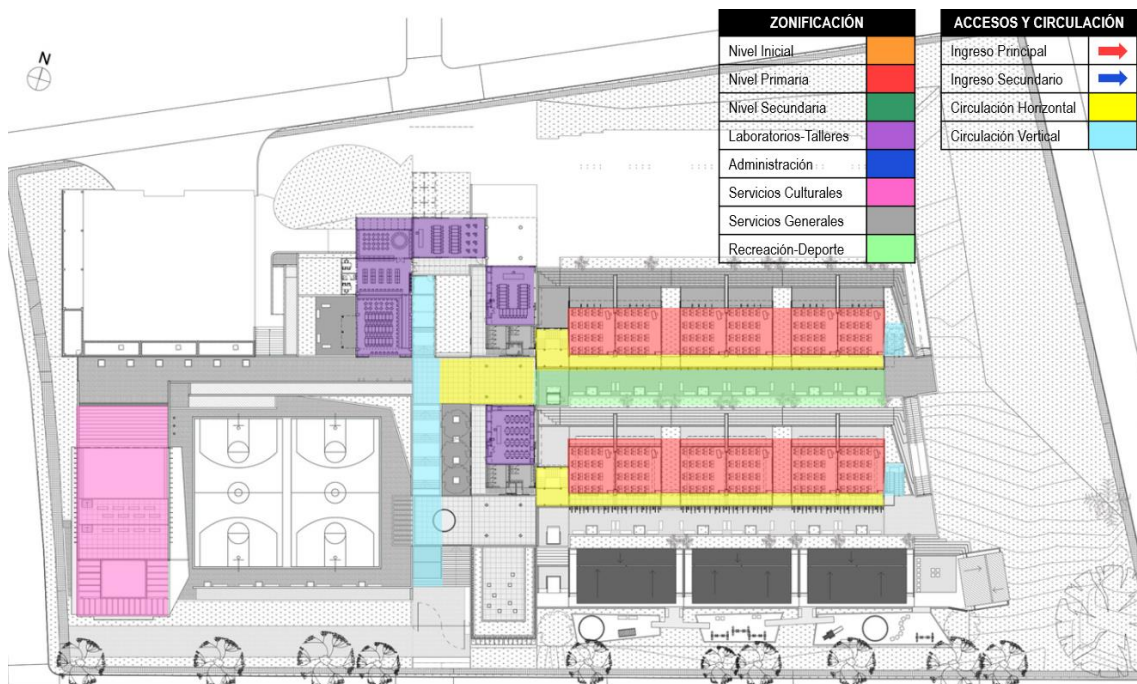 N
ZONIFICACIÓN
Nivel Inicial
Nivel Primaria
Nivel Secundaria
Laboratorios-Talleres
Administración
Servicios Culturales
Servicios Generales
Recreación-Deporte
ACCESOS Y CIRCULACIÓN
Ingreso Principal
Ingreso Secundario
Circulación Horizontal
Circulación Vertical